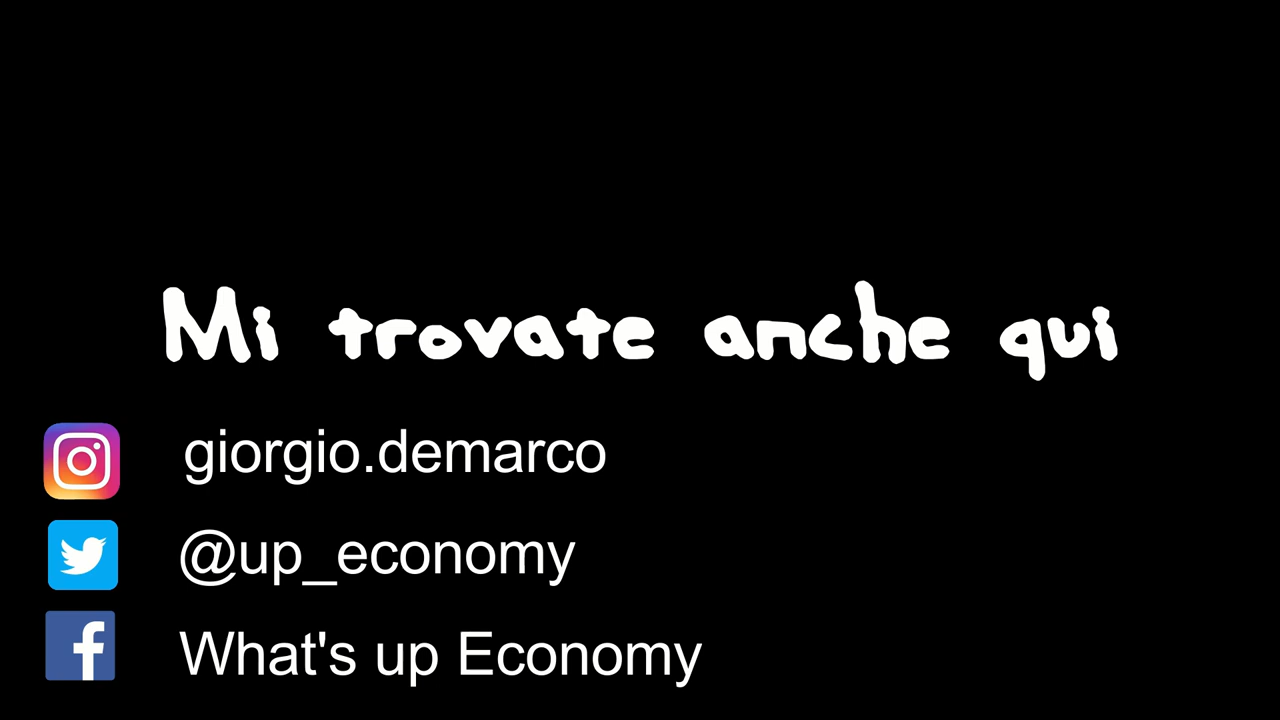 Mi trovate anche qui
giorgio.demarco
@up_economy
What's up Economy